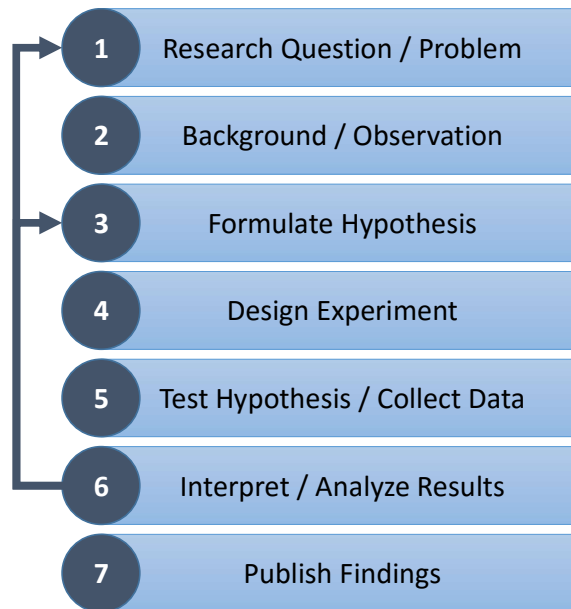 1 Research Question / Problem
2 Background / Observation
3 Formulate Hypothesis
4 Design Experiment
5 Test Hypothesis / Collect Data
6 Interpret / Analyze Results
7 Publish Findings